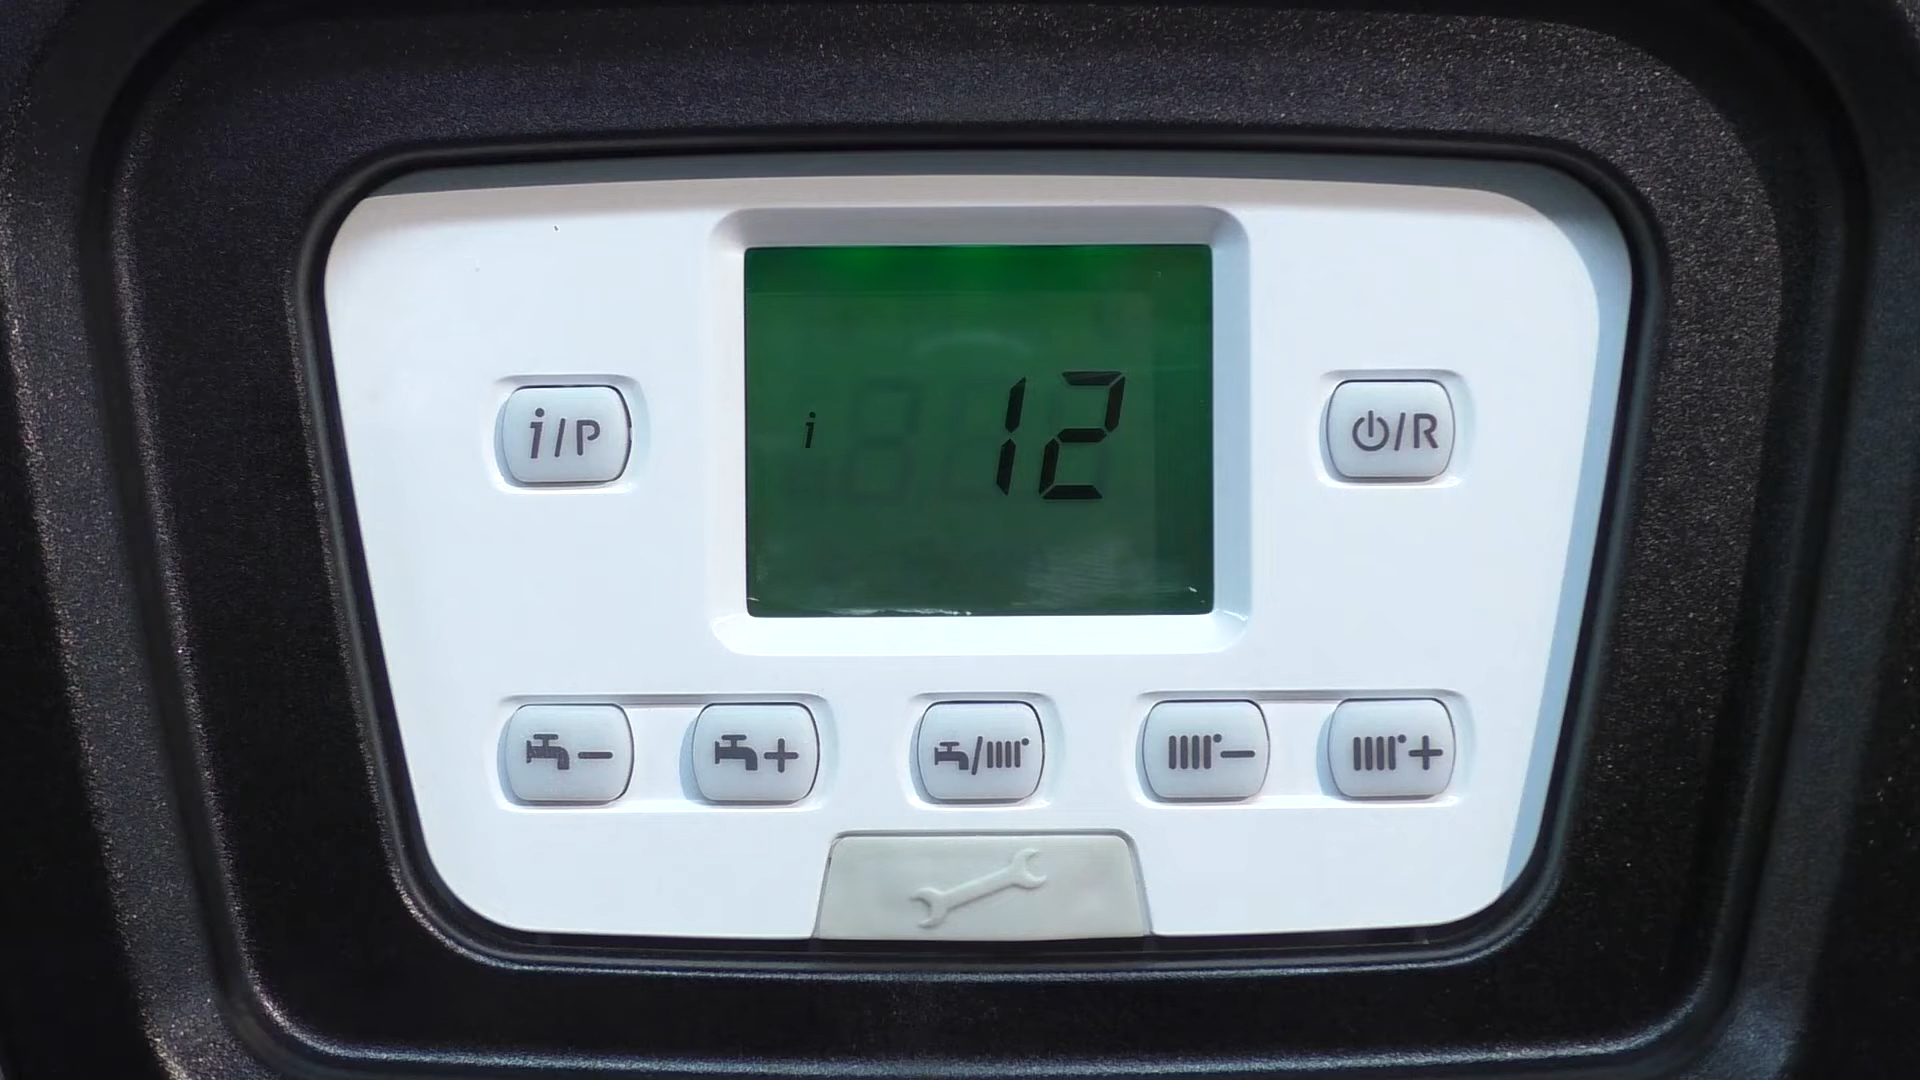 i/P
i 12
⏻/R
-
+
/
-
+